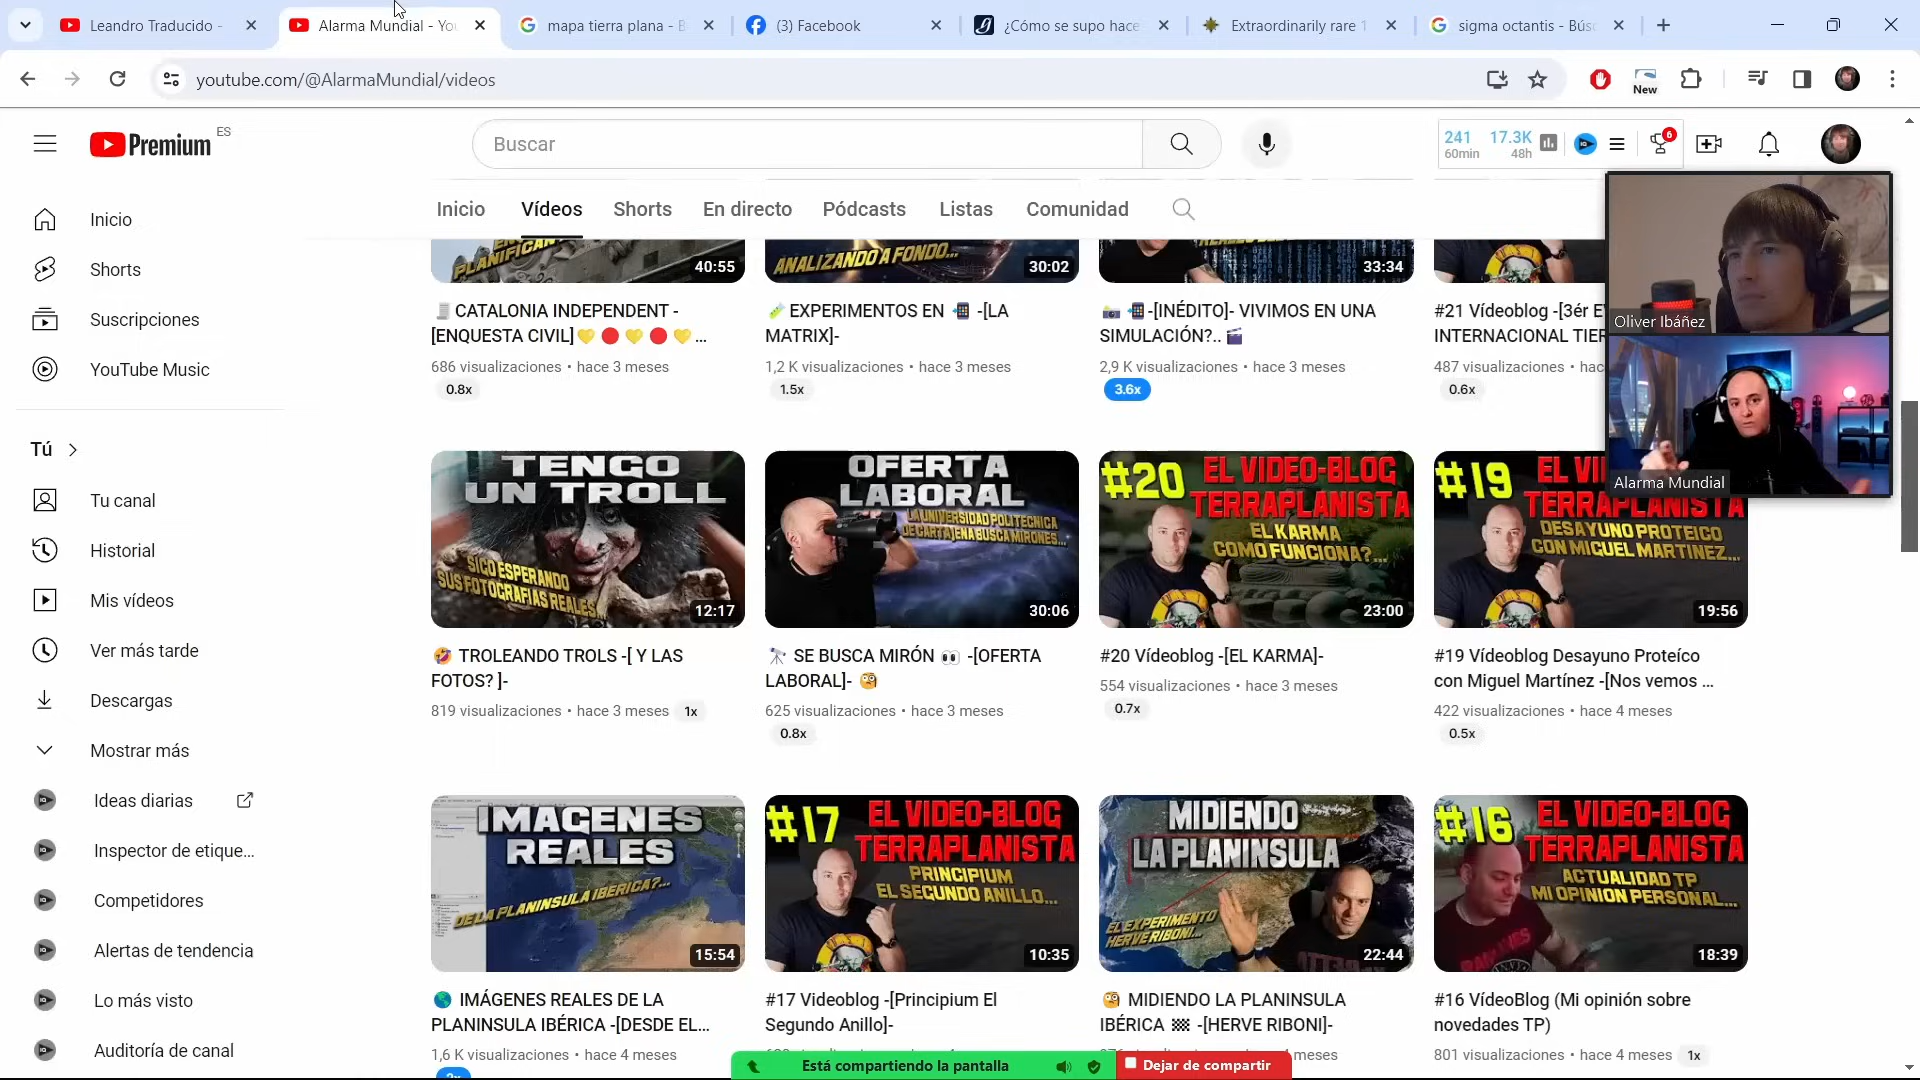 Leandro Traducido -
Alarma Mundial - Yo
mapa tierra plana - B
(3) Facebook
¿Cómo se supo hace
Extraordinarily rare 1
sigma octantis - Bús
youtube.com/@AlarmaMundial/videos
New
Premium ES
Buscar
241 17.3K
60min 48h
6
Inicio
Vídeos
Shorts
En directo
Pódcasts
Listas
Comunidad
Inicio
Shorts
Suscripciones
YouTube Music
Tú
Tu canal
Historial
Mis vídeos
Ver más tarde
Descargas
Mostrar más
Ideas diarias
Inspector de etique...
Competidores
Alertas de tendencia
Lo más visto
Auditoría de canal
40:55
ANALIZANDO A FONDO...
30:02
33:34
CATALONIA INDEPENDENT -
[ENQUESTA CIVIL]💛 🔴 💛 🔴 💛 ...
686 visualizaciones • hace 3 meses
0.8x
🧪 EXPERIMENTOS EN 📲 -[LA
MATRIX]-
1,2 K visualizaciones • hace 3 meses
1.5x
📸 📲-[INÉDITO]- VIVIMOS EN UNA
SIMULACIÓN?.. 🎬
2,9 K visualizaciones • hace 3 meses
3.6x
#21 Vídeoblog -[3ér E
INTERNACIONAL TIER
487 visualizaciones • hac
0.6x
Oliver Ibáñez
Alarma Mundial
TENGO
UN TROLL
SIGO ESPERANDO
SUS FOTOGRAFIAS REALES...
12:17
🤣 TROLEANDO TROLS -[ Y LAS
FOTOS? ]-
819 visualizaciones • hace 3 meses 1x
OFERTA
LABORAL
LA UNIVERSIDAD POLITECNICA
DE CARTAJENA BUSCA MIRONES...
30:06
🔭 SE BUSCA MIRÓN 👀 -[OFERTA
LABORAL]- 🧐
625 visualizaciones • hace 3 meses
0.8x
#20 EL VIDEO-BLOG
TERRAPLANISTA
EL KARMA
COMO FUNCIONA?...
23:00
#20 Vídeoblog -[EL KARMA]-
554 visualizaciones • hace 3 meses
0.7x
#19 EL VI
TERRAPLANISTA
DESAYUNO PROTEICO
CON MIGUEL MARTINEZ...
19:56
#19 Vídeoblog Desayuno Proteíco
con Miguel Martínez -[Nos vemos ...
422 visualizaciones • hace 4 meses
0.5x
IMAGENES
REALES
DE LA PLANINSULA IBERICA?...
15:54
🌎 IMÁGENES REALES DE LA
PLANINSULA IBÉRICA -[DESDE EL...
1,6 K visualizaciones • hace 4 meses
#17 EL VIDEO-BLOG
TERRAPLANISTA
PRINCIPIUM
EL SEGUNDO ANILLO...
10:35
#17 Videoblog -[Principium El
Segundo Anillo]-
MIDIENDO
LA PLANINSULA
EL EXPERIMENTO
HERVE RIBONI...
22:44
🧐 MIDIENDO LA PLANINSULA
IBÉRICA 🏁 -[HERVE RIBONI]-
meses
#16 EL VIDEO-BLOG
TERRAPLANISTA
ACTUALIDAD TP
MI OPINION PERSONAL...
18:39
#16 VídeoBlog (Mi opinión sobre
novedades TP)
801 visualizaciones • hace 4 meses 1x
Está compartiendo la pantalla
Dejar de compartir